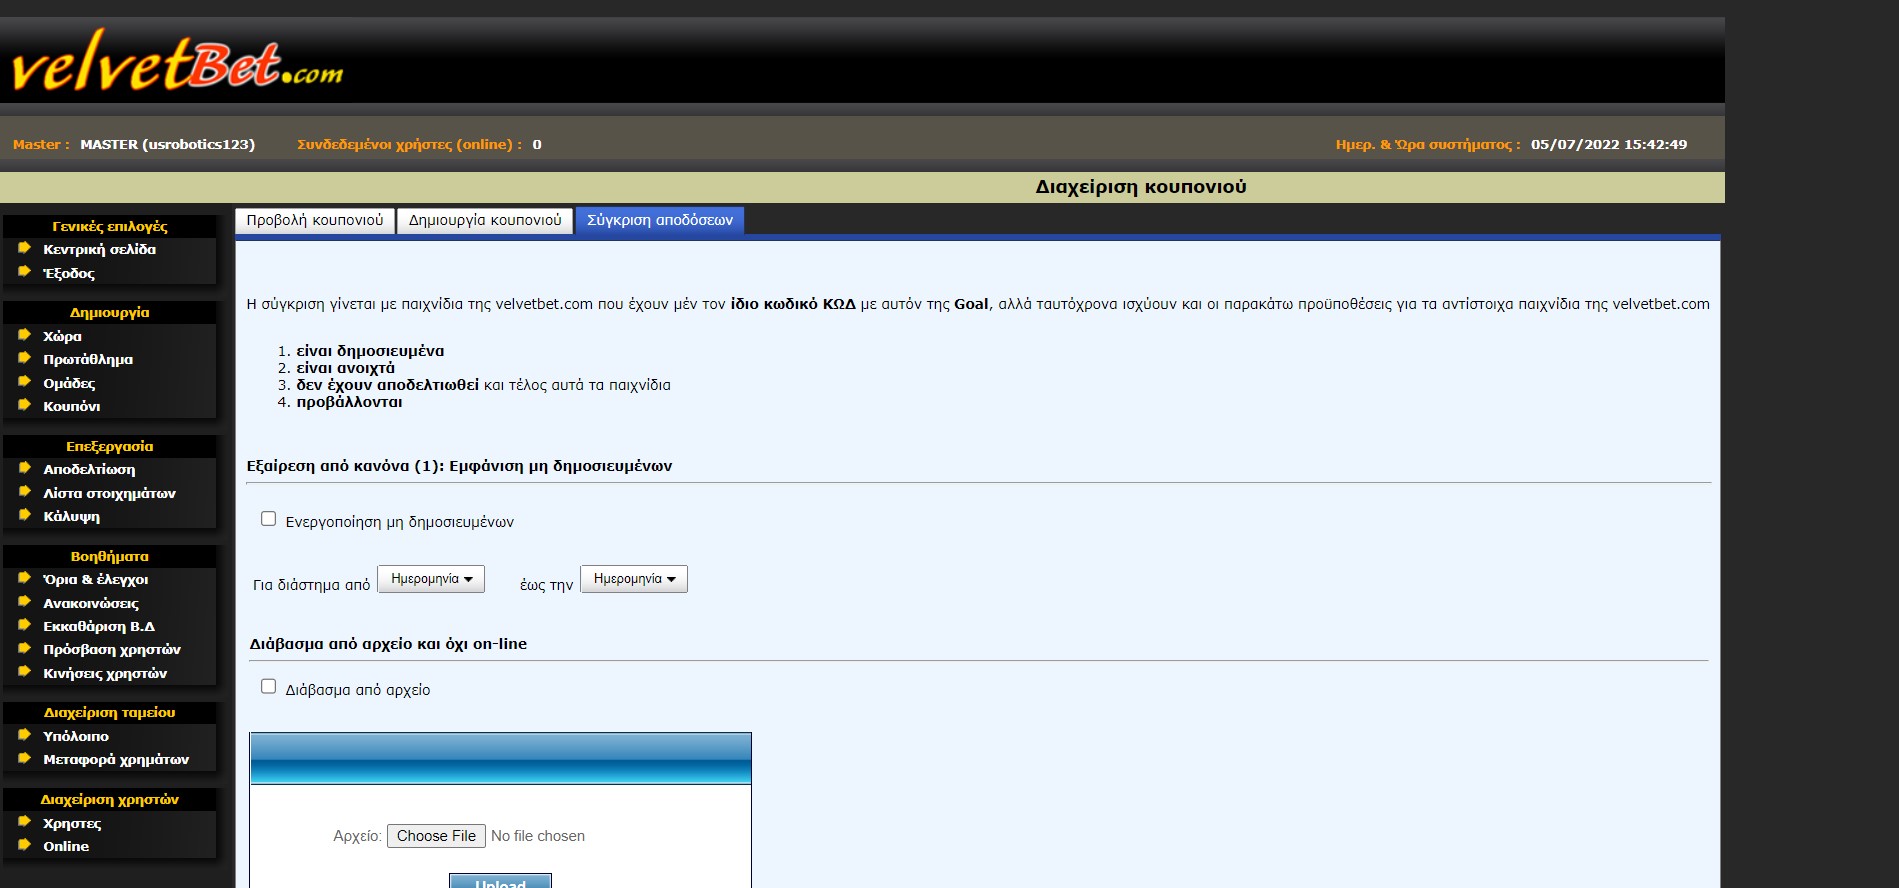 velvetBet.com
Master : MASTER (usrobotics123) Συνδεδεμένοι χρήστες (online) : 0 Ημερ. & Ώρα συστήματος : 05/07/2022 15:42:49
Διαχείριση κουπονιού
Γενικές επιλογές
Κεντρική σελίδα
Έξοδος
Δημιουργία
Χώρα
Πρωτάθλημα
Ομάδες
Κουπόνι
Επεξεργασία
Αποδελτίωση
Λίστα στοιχημάτων
Κάλυψη
Βοηθήματα
Όρια & έλεγχοι
Ανακοινώσεις
Εκκαθάριση Β.Δ
Πρόσβαση χρηστών
Κινήσεις χρηστών
Διαχείριση ταμείου
Υπόλοιπο
Μεταφορά χρημάτων
Διαχείριση χρηστών
Χρηστες
Online
Προβολή κουπονιού Δημιουργία κουπονιού Σύγκριση αποδόσεων
Η σύγκριση γίνεται με παιχνίδια της velvetbet.com που έχουν μέν τον ίδιο κωδικό ΚΩΔ με αυτόν της Goal, αλλά ταυτόχρονα ισχύουν και οι παρακάτω προϋποθέσεις για τα αντίστοιχα παιχνίδια της velvetbet.com
1. είναι δημοσιευμένα
2. είναι ανοιχτά
3. δεν έχουν αποδελτιωθεί και τέλος αυτά τα παιχνίδια
4. προβάλλονται
Εξαίρεση από κανόνα (1): Εμφάνιση μη δημοσιευμένων
Ενεργοποίηση μη δημοσιευμένων
Για διάστημα από Ημερομηνία έως την Ημερομηνία
Διάβασμα από αρχείο και όχι on-line
Διάβασμα από αρχείο
Αρχείο: Choose File No file chosen
Upload